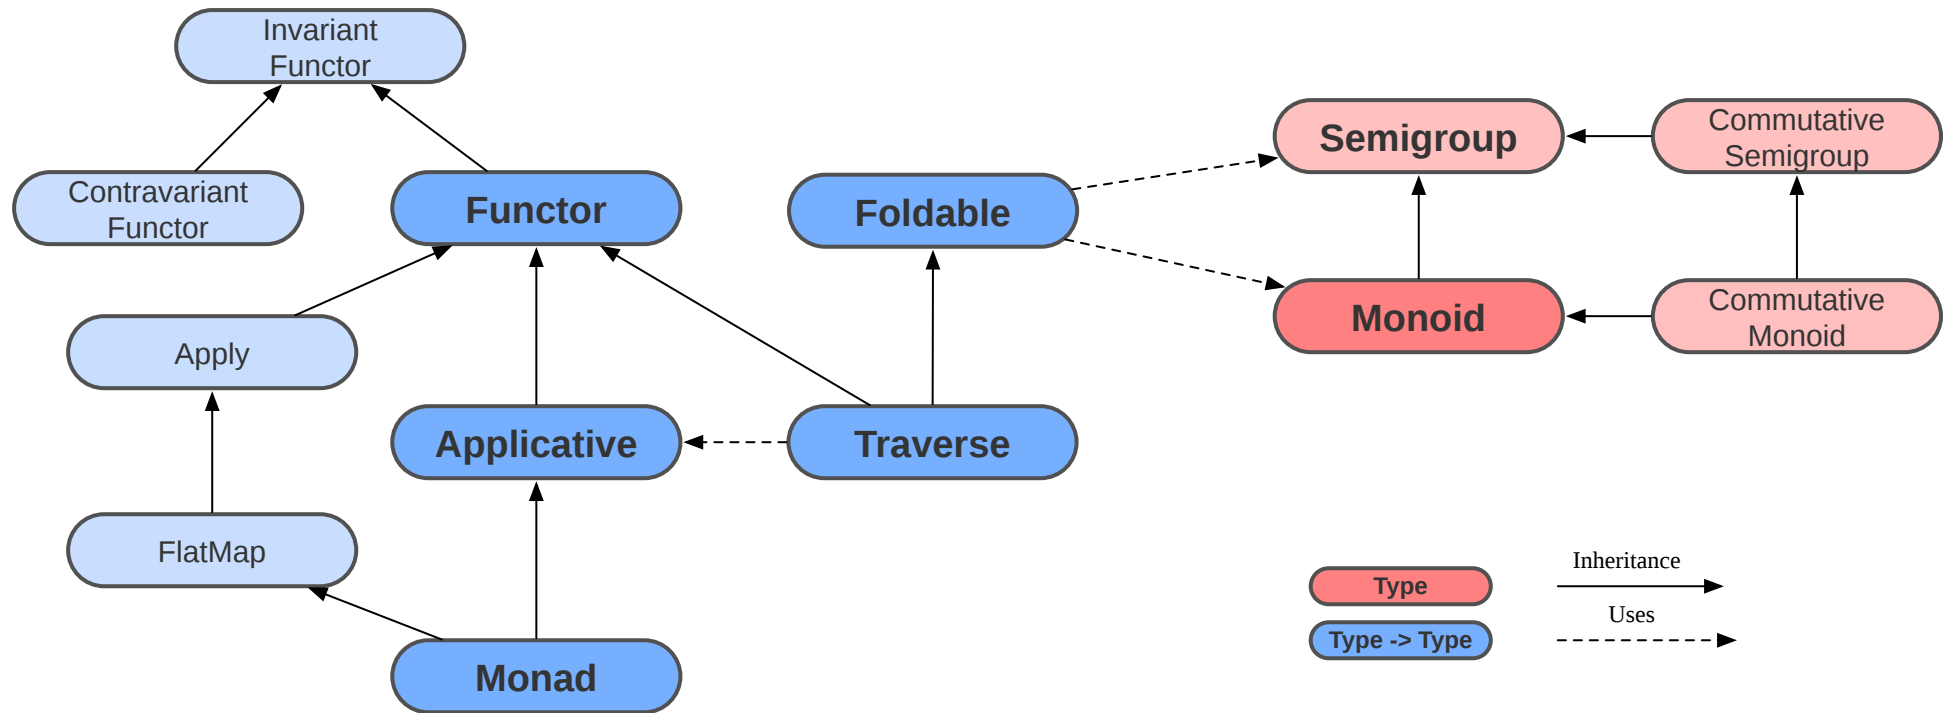 Invariant
Functor
Contravariant
Functor
Functor
Foldable
Semigroup
Commutative
Semigroup
Apply
Monoid
Commutative
Monoid
Applicative
Traverse
FlatMap
Monad
Type
Type -> Type
Inheritance
Uses